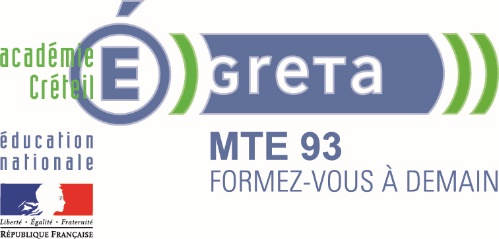 académie
Créteil
É
GRETA
éducation
nationale
MTE 93
FORMEZ-VOUS À DEMAIN
Liberté • Égalité • Fraternité
RÉPUBLIQUE FRANÇAISE